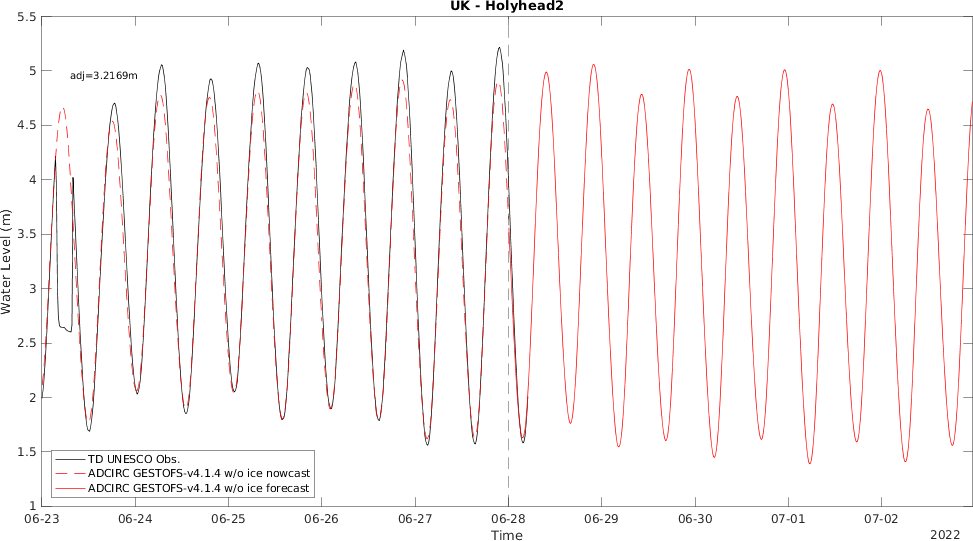 UK - Holyhead2
5.5
5
4.5
4
3.5
3
2.5
2
1.5
1
Water Level (m)
adj=3.2169m
TD UNESCO Obs.
ADCIRC GESTOFS-v4.1.4 w/o ice nowcast
ADCIRC GESTOFS-v4.1.4 w/o ice forecast
06-23 06-24 06-25 06-26 06-27 06-28 06-29 06-30 07-01 07-02
Time
2022